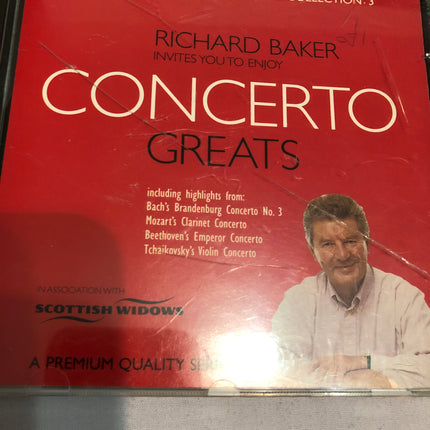 COLLECTION: 3
RICHARD BAKER
INVITES YOU TO ENJOY
CONCERTO
GREATS
including highlights from:
Bach's Brandenburg Concerto No. 3
Mozart's Clarinet Concerto
Beethoven's Emperor Concerto
Tchaikovsky's Violin Concerto
IN ASSOCIATION WITH
SCOTTISH WIDOWS
A PREMIUM QUALITY